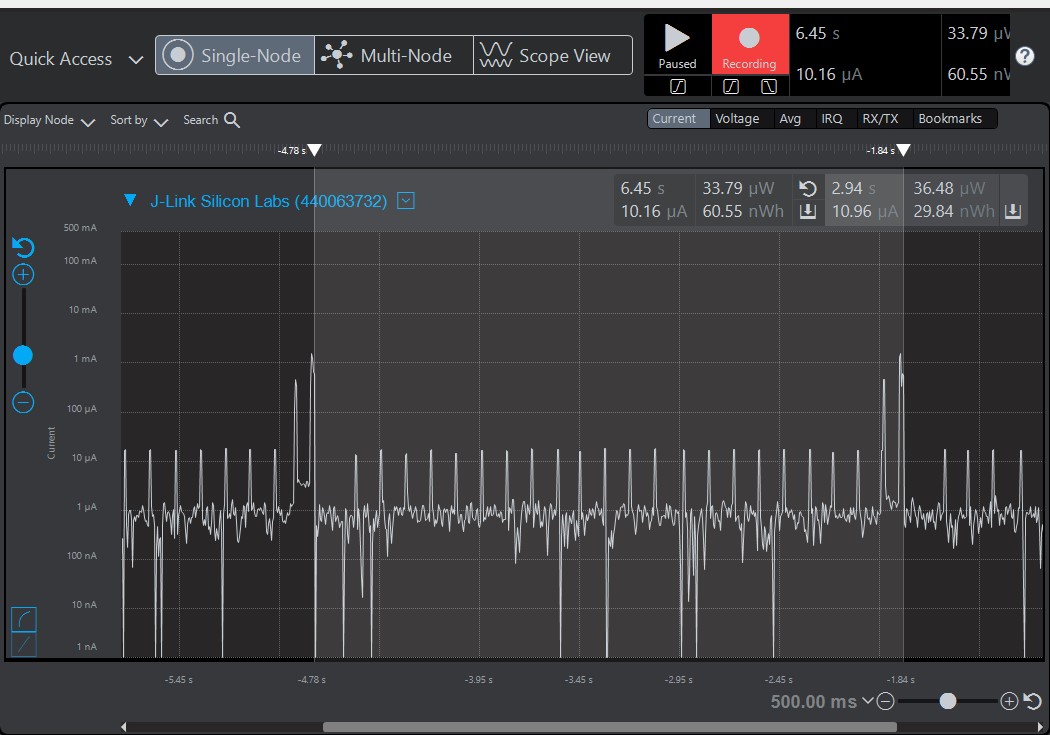 6.45 s 33.79 µW
Quick Access Single-Node Multi-Node Scope View Paused Recording
10.16 µA 60.55 nW
Display Node Sort by Search Current Voltage Avg IRQ RX/TX Bookmarks
-4.78 s -1.84 s
6.45 s 33.79 µW 2.94 s 36.48 µW
J-Link Silicon Labs (440063732)
10.16 µA 60.55 nWh 10.96 µA 29.84 nWh
500 mA
100 mA
10 mA
1 mA
100 µA
Current
10 µA
1 µA
100 nA
10 nA
1 nA
-5.45 s -4.78 s -3.95 s -3.45 s -2.95 s -2.45 s -1.84 s
500.00 ms